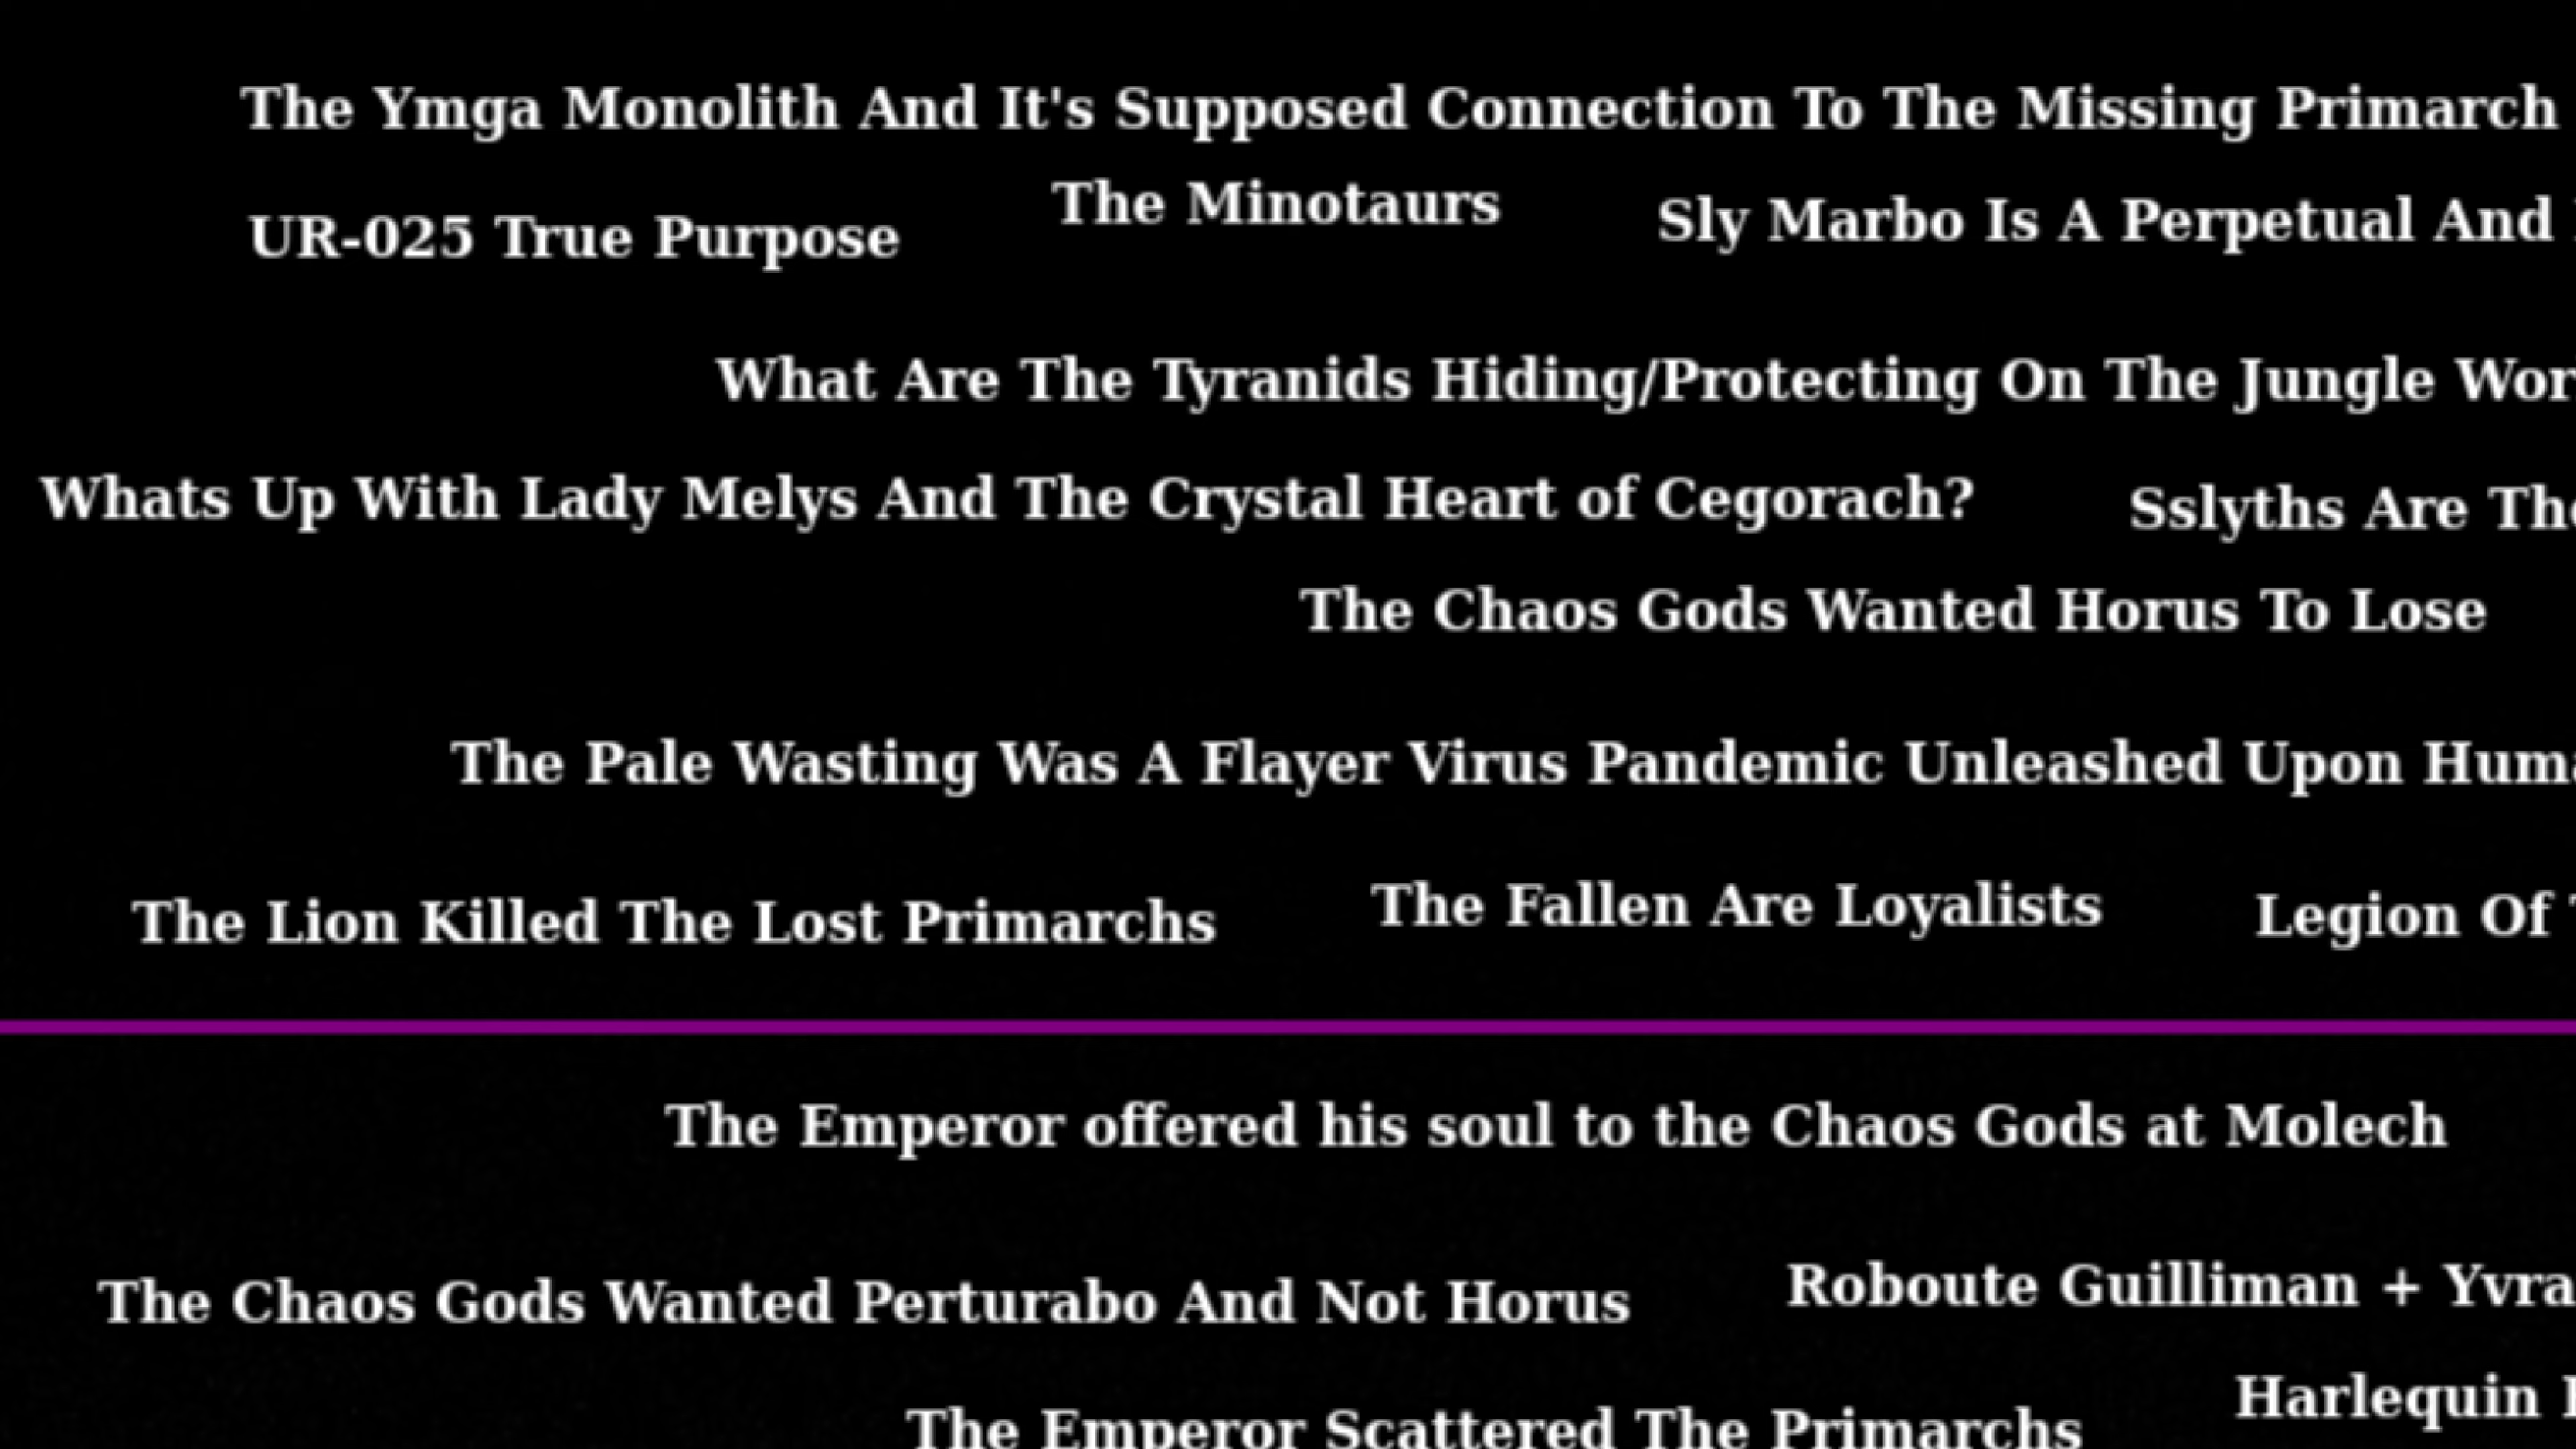 The Ymga Monolith And It's Supposed Connection To The Missing Primarch
UR-025 True Purpose
The Minotaurs
Sly Marbo Is A Perpetual And
What Are The Tyranids Hiding/Protecting On The Jungle
Whats Up With Lady Melys And The Crystal Heart of Cegorach?
Sslyths Are
The Chaos Gods Wanted Horus To Lose
The Pale Wasting Was A Flayer Virus Pandemic Unleashed Upon
The Lion Killed The Lost Primarchs
The Fallen Are Loyalists
Legion Of
The Emperor offered his soul to the Chaos Gods at Molech
The Chaos Gods Wanted Perturabo And Not Horus
Roboute Guilliman +
Harlequin
The Emperor Scattered The Primarchs